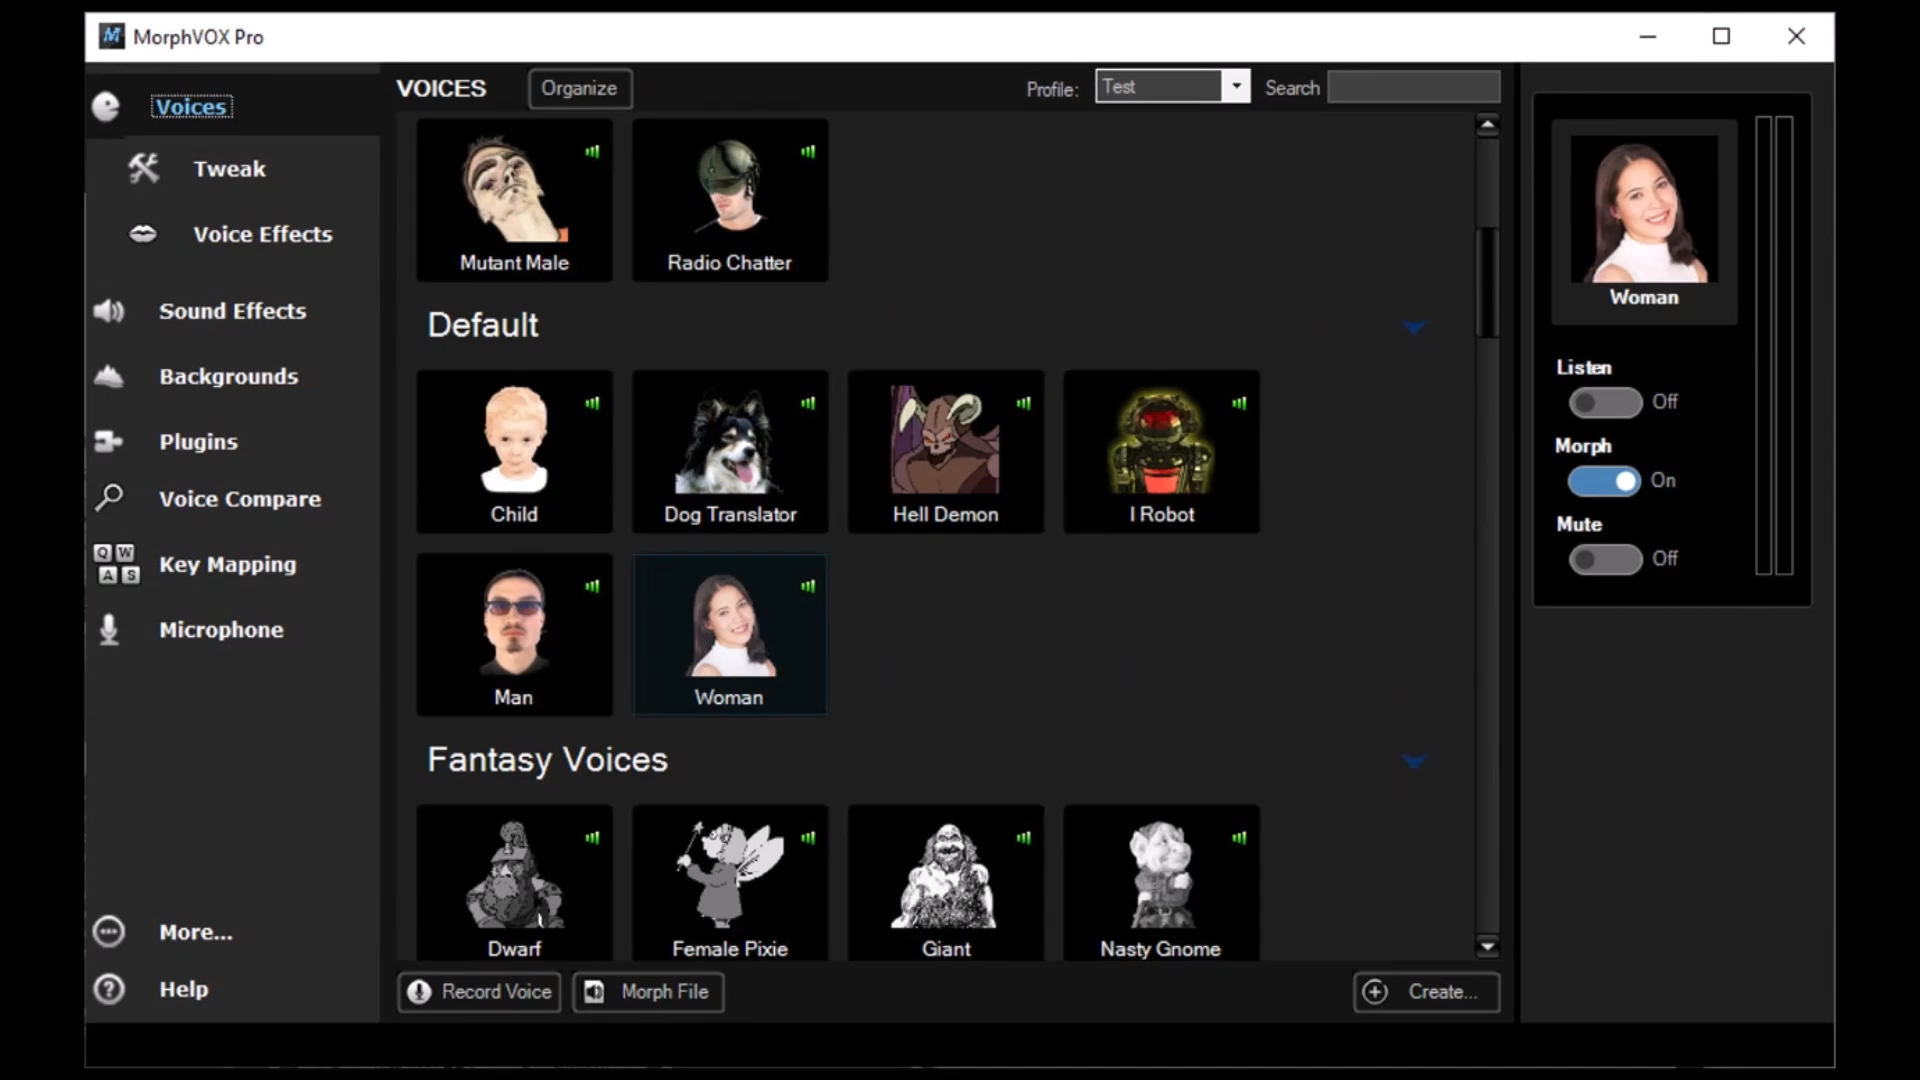 MorphVOX Pro
Voices
Tweak
Voice Effects
Sound Effects
Backgrounds
Plugins
Voice Compare
Q W
A S
Key Mapping
Microphone
More...
Help
VOICES
Organize
Profile:
Test
Search
Mutant Male
Radio Chatter
Default
Child
Dog Translator
Hell Demon
I Robot
Man
Woman
Fantasy Voices
Dwarf
Female Pixie
Giant
Nasty Gnome
Record Voice
Morph File
Create...
Woman
Listen
Off
Morph
On
Mute
Off